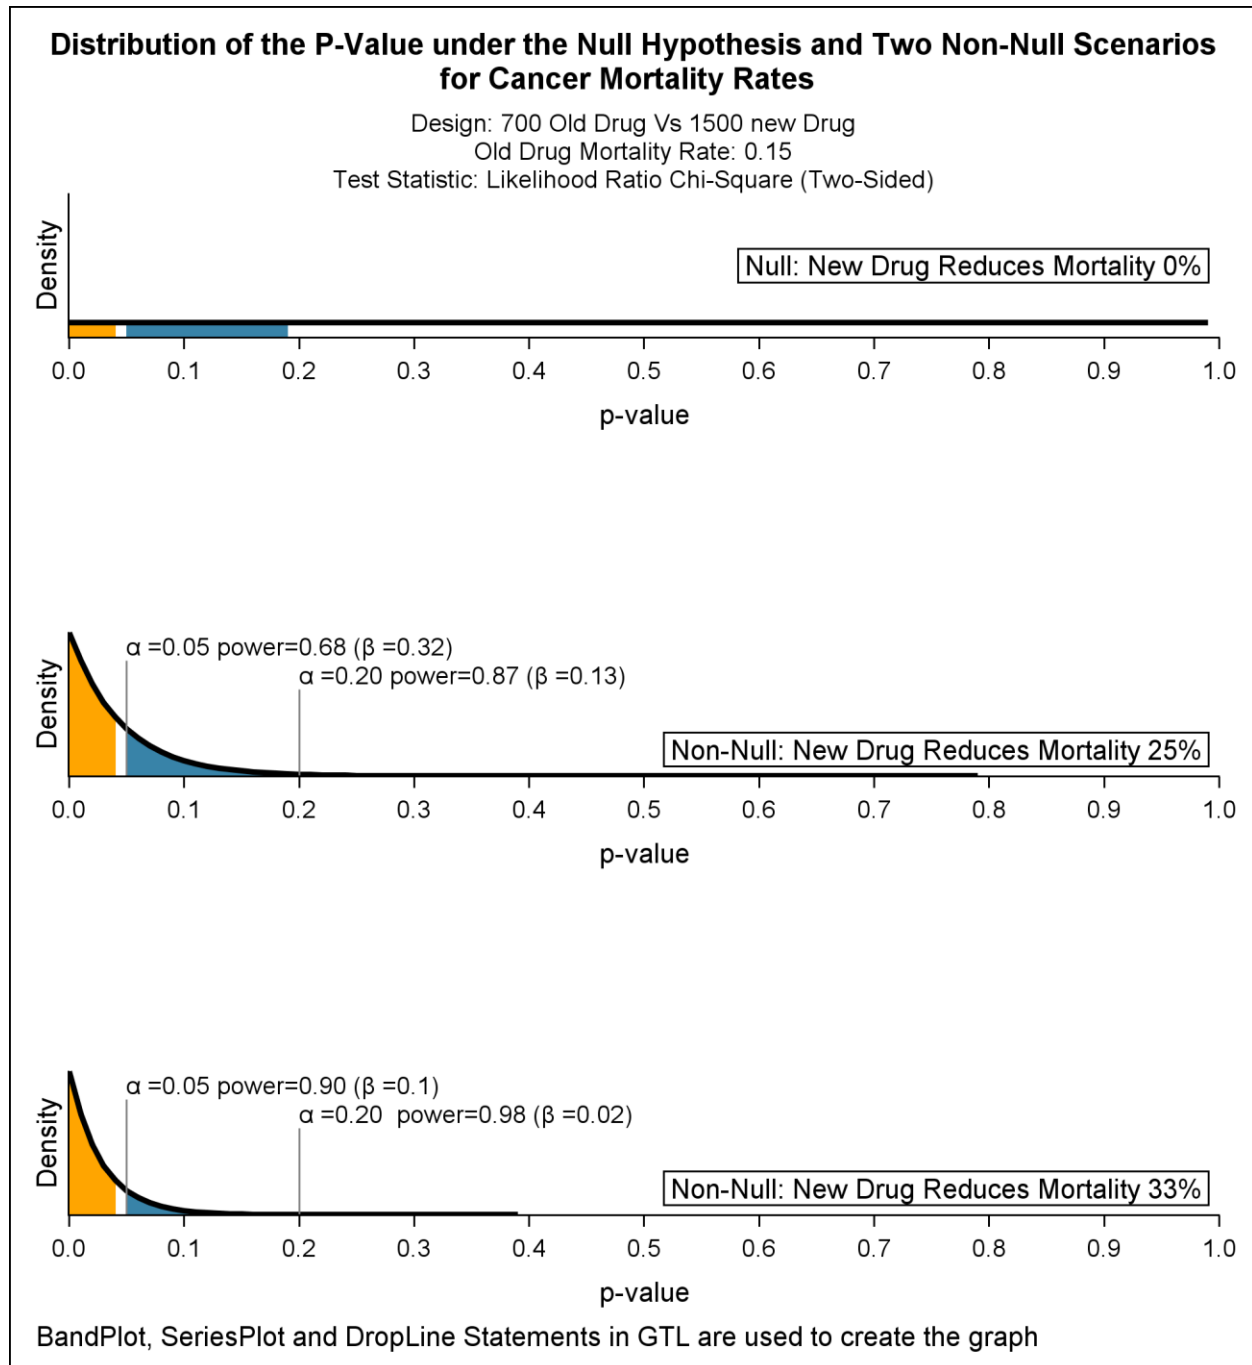 Distribution of the P-Value under the Null Hypothesis and Two Non-Null Scenarios
for Cancer Mortality Rates
Design: 700 Old Drug Vs 1500 new Drug
Old Drug Mortality Rate: 0.15
Test Statistic: Likelihood Ratio Chi-Square (Two-Sided)
Density
Null: New Drug Reduces Mortality 0%
0.0 0.1 0.2 0.3 0.4 0.5 0.6 0.7 0.8 0.9 1.0
p-value
α =0.05 power=0.68 (β =0.32)
α =0.20 power=0.87 (β =0.13)
Density
Non-Null: New Drug Reduces Mortality 25%
0.0 0.1 0.2 0.3 0.4 0.5 0.6 0.7 0.8 0.9 1.0
p-value
α =0.05 power=0.90 (β =0.1)
α =0.20  power=0.98 (β =0.02)
Density
Non-Null: New Drug Reduces Mortality 33%
0.0 0.1 0.2 0.3 0.4 0.5 0.6 0.7 0.8 0.9 1.0
p-value
BandPlot, SeriesPlot and DropLine Statements in GTL are used to create the graph